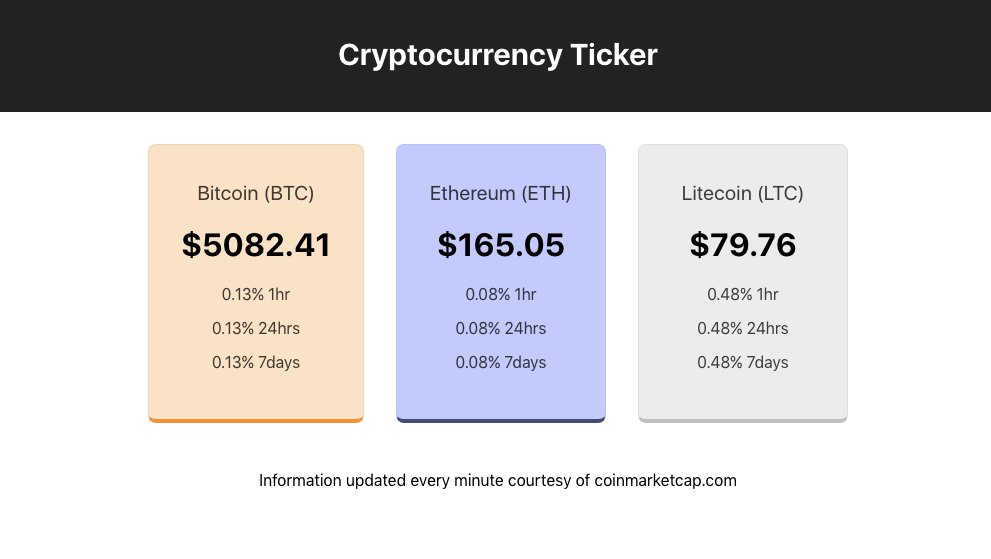 Cryptocurrency Ticker
Bitcoin (BTC)
$5082.41
0.13% 1hr
0.13% 24hrs
0.13% 7days
Ethereum (ETH)
$165.05
0.08% 1hr
0.08% 24hrs
0.08% 7days
Litecoin (LTC)
$79.76
0.48% 1hr
0.48% 24hrs
0.48% 7days
Information updated every minute courtesy of coinmarketcap.com